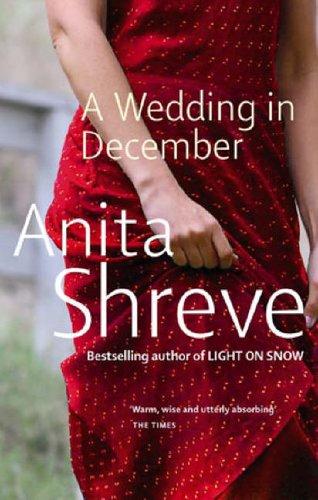 A Wedding in
December
Anita
Shreve
Bestselling author of LIGHT ON SNOW
'Warm, wise and utterly absorbing'
THE TIMES